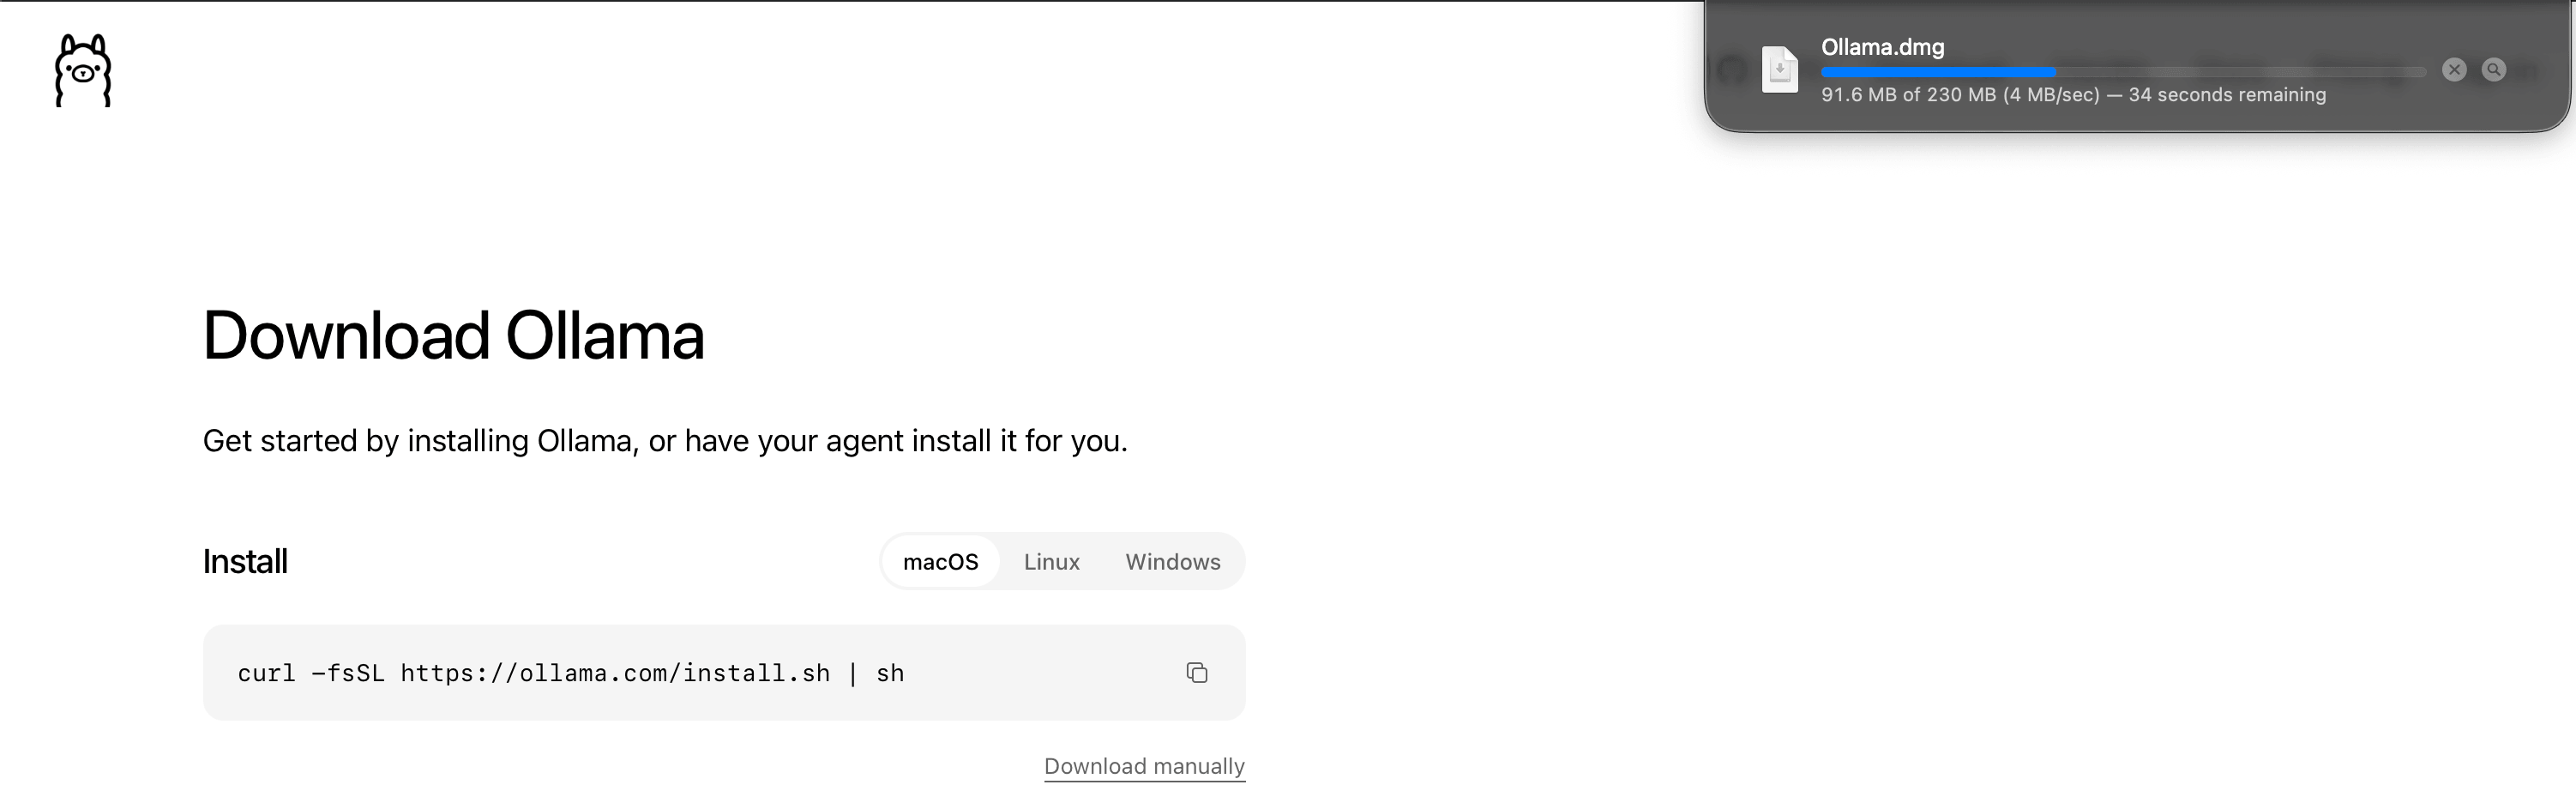 Ollama.dmg
91.6 MB of 230 MB (4 MB/sec) — 34 seconds remaining
Download Ollama
Get started by installing Ollama, or have your agent install it for you.
Install
macOS Linux Windows
curl -fsSL https://ollama.com/install.sh | sh
Download manually